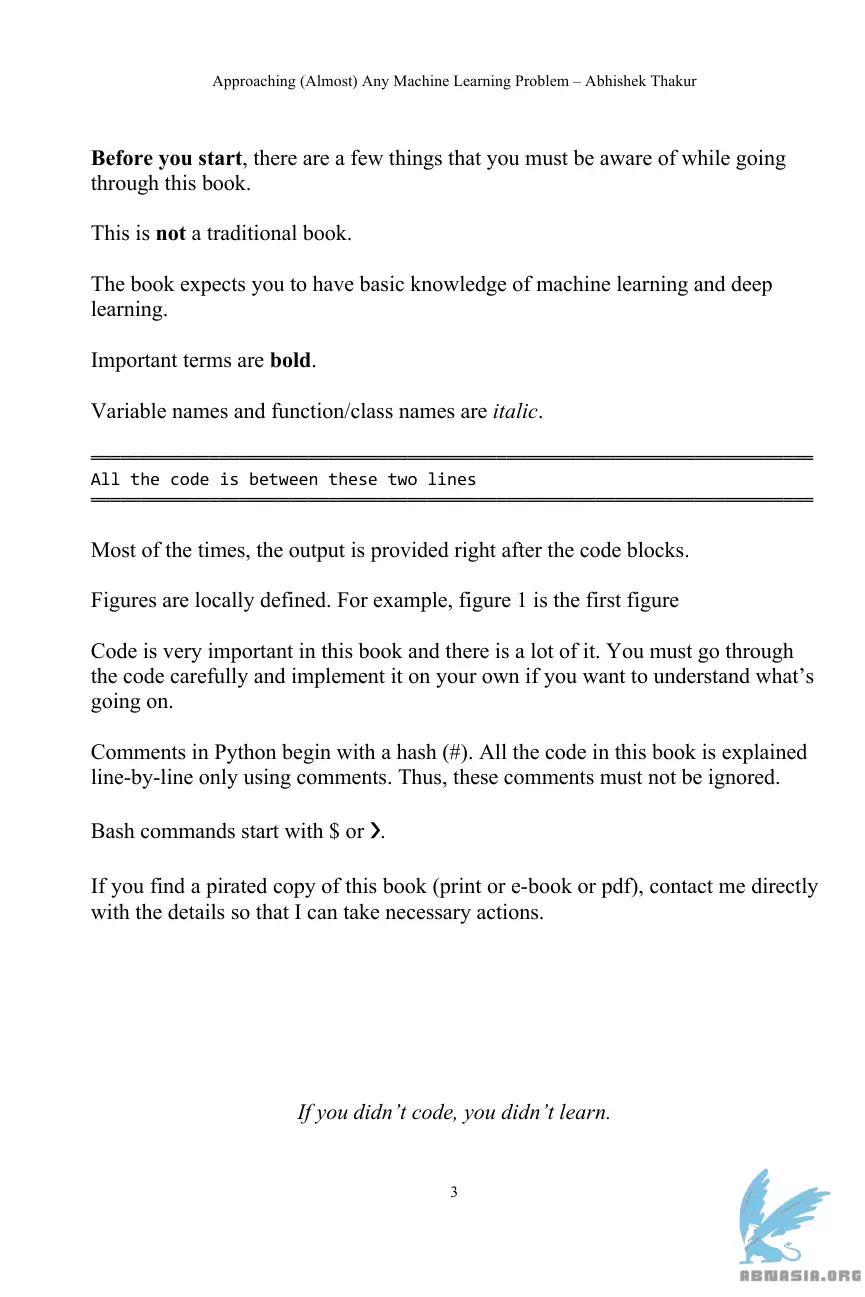 Approaching (Almost) Any Machine Learning Problem – Abhishek Thakur
Before you start, there are a few things that you must be aware of while going
through this book.
This is not a traditional book.
The book expects you to have basic knowledge of machine learning and deep
learning.
Important terms are bold.
Variable names and function/class names are italic.
All the code is between these two lines
Most of the times, the output is provided right after the code blocks.
Figures are locally defined. For example, figure 1 is the first figure
Code is very important in this book and there is a lot of it. You must go through
the code carefully and implement it on your own if you want to understand what’s
going on.
Comments in Python begin with a hash (#). All the code in this book is explained
line-by-line only using comments. Thus, these comments must not be ignored.
Bash commands start with $ or ❯.
If you find a pirated copy of this book (print or e-book or pdf), contact me directly
with the details so that I can take necessary actions.
If you didn’t code, you didn’t learn.
3
ABNASIA.ORG